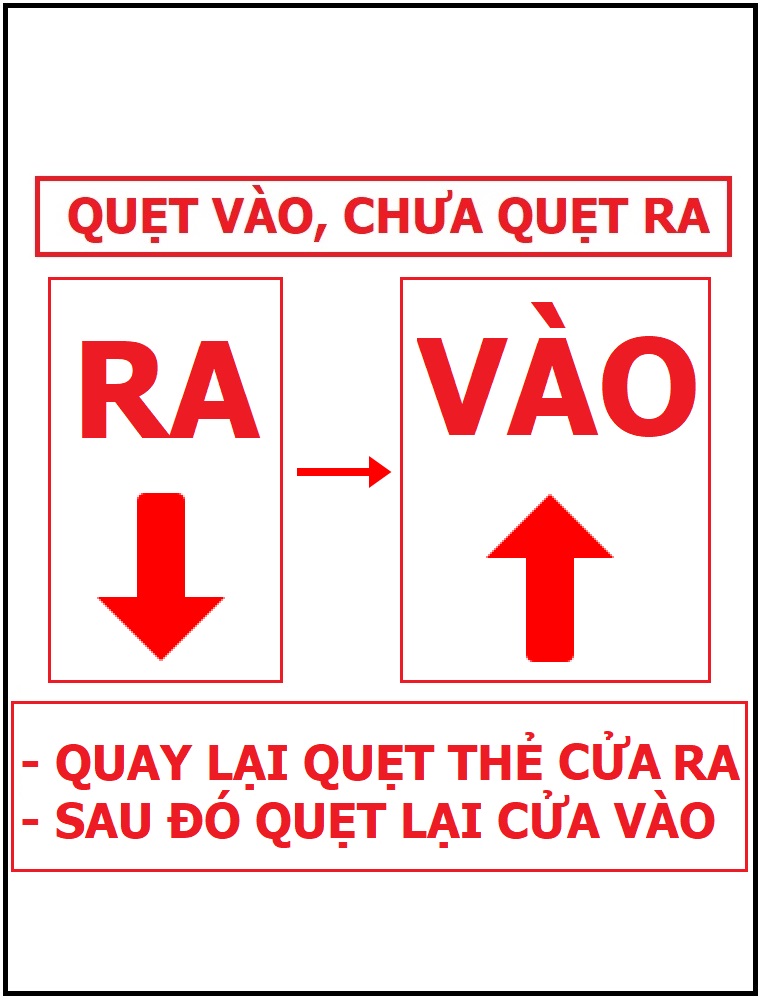 QUẸT VÀO, CHƯA QUẸT RA
RA
VÀO
- QUAY LẠI QUẸT THẺ CỬA RA
- SAU ĐÓ QUẸT LẠI CỬA VÀO